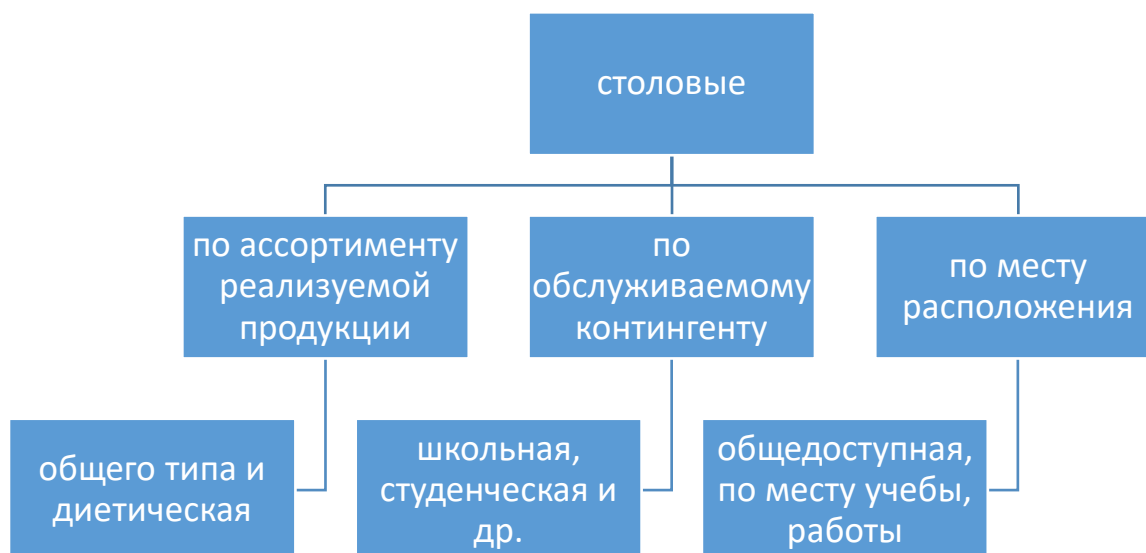 столовые
по ассортименту
реализуемой
продукции
по
обслуживаемому
контингенту
по месту
расположения
общего типа и
диетическая
школьная,
студенческая и
др.
общедоступная,
по месту учебы,
работы